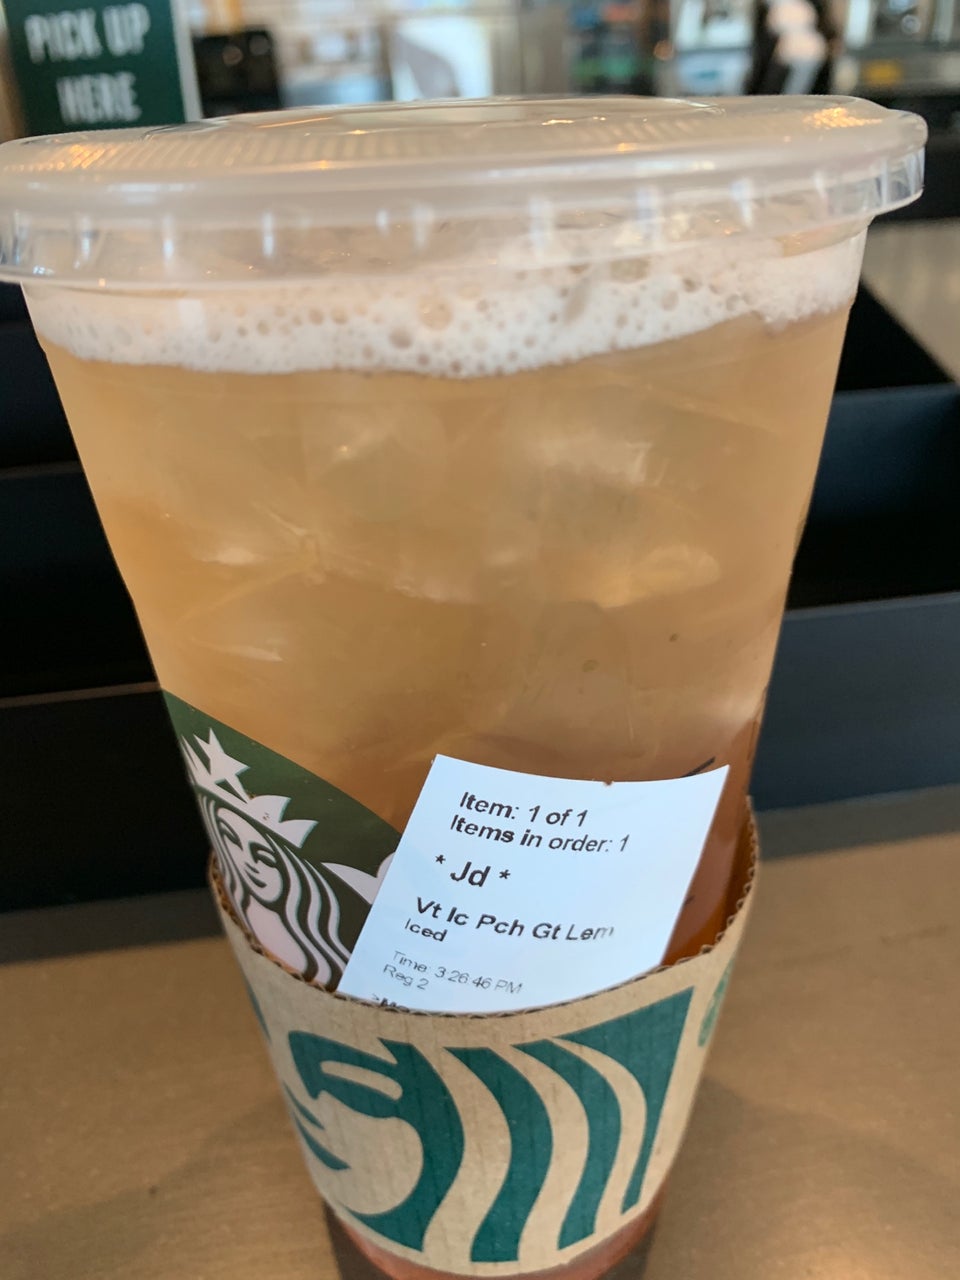 PICK UP
HERE
Item: 1 of 1
Items in order: 1
* Jd *
Vt Ic Pch Gt Lem
Iced
Time: 3:26:46 PM
Reg 2